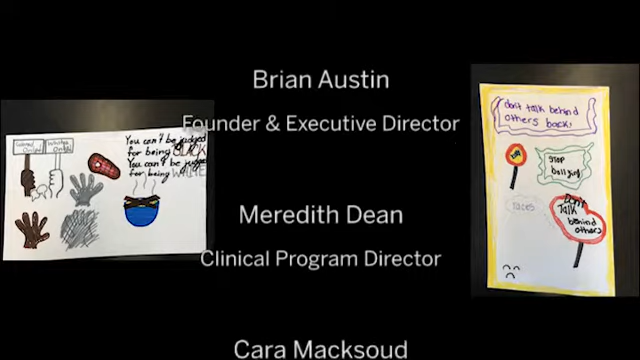 Brian Austin
Founder & Executive Director
Meredith Dean
Clinical Program Director
Cara Macksoud
You can't be judged
for being BLACK
You can't be judged
for being WHITE
don't talk behind
others back.
Stop
bullying
races
Don't
Talk
behind
others